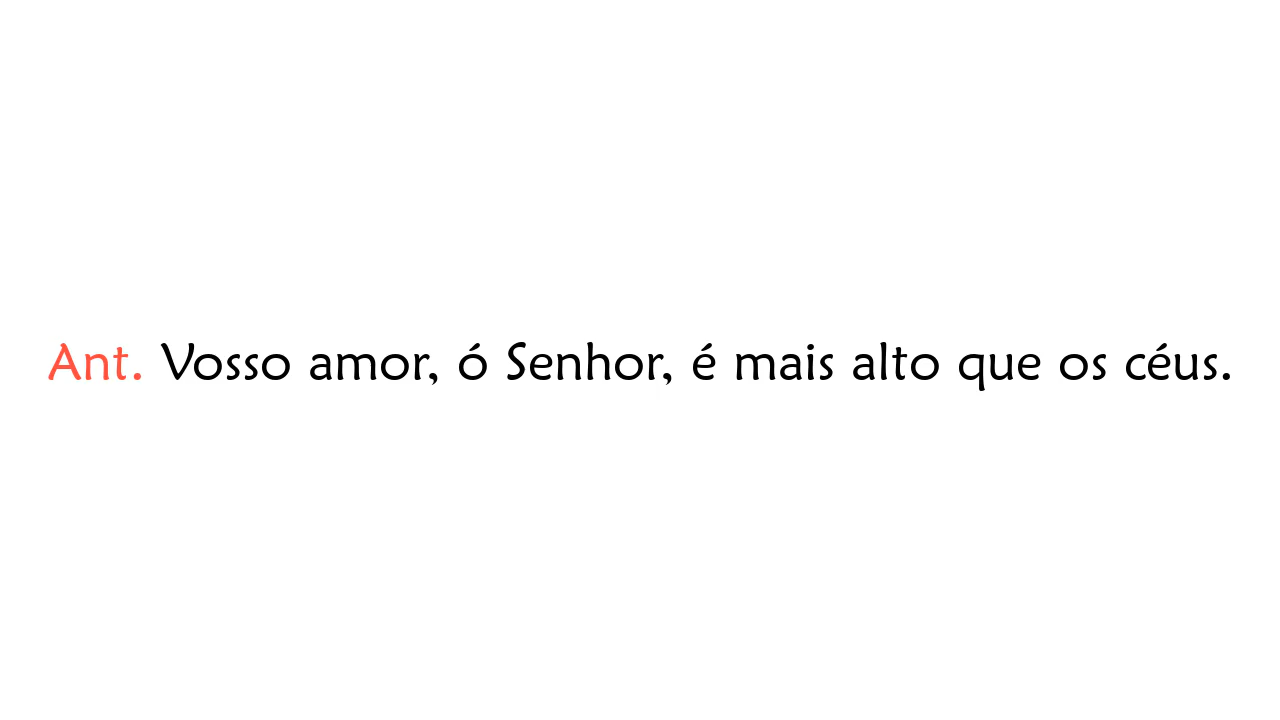 Ant. Vosso amor, ó Senhor, é mais alto que os céus.